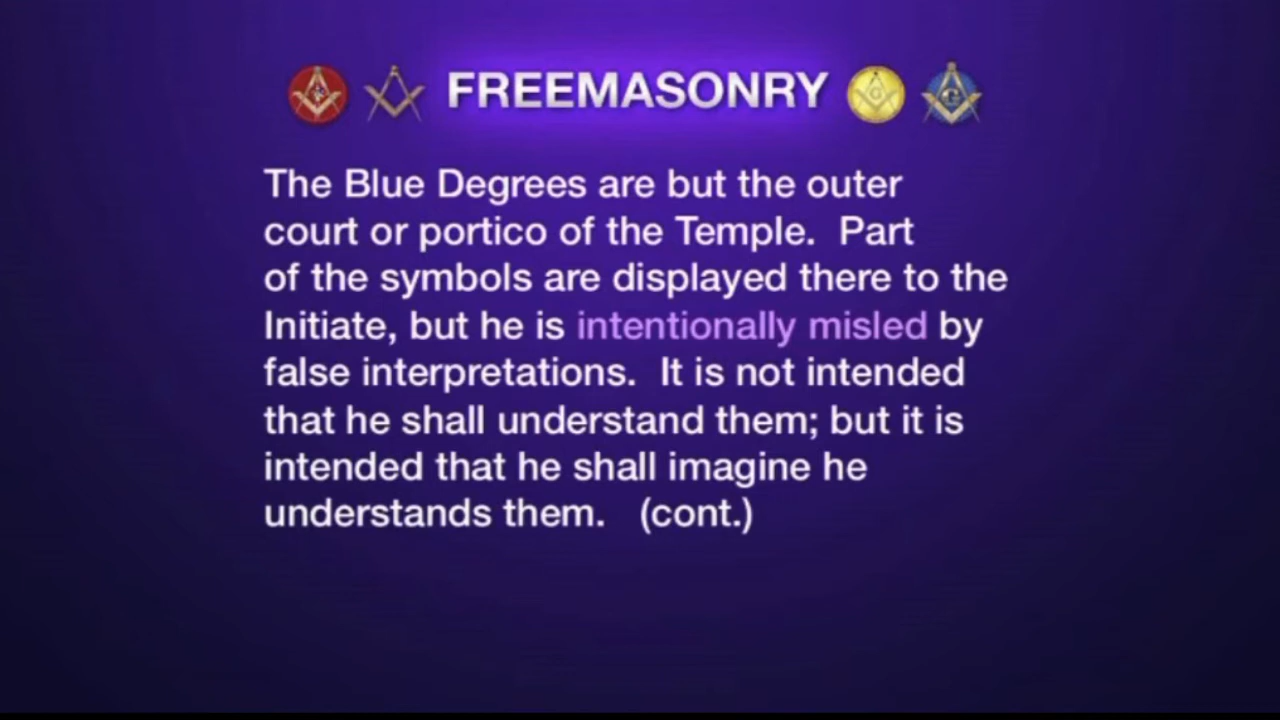 FREEMASONRY
The Blue Degrees are but the outer
court or portico of the Temple.  Part
of the symbols are displayed there to the
Initiate, but he is intentionally misled by
false interpretations.  It is not intended
that he shall understand them; but it is
intended that he shall imagine he
understands them.   (cont.)